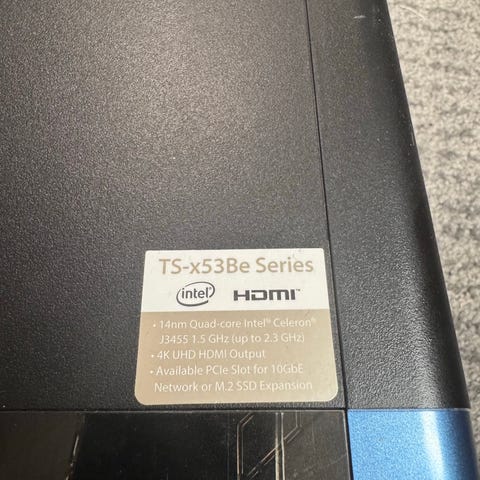 TS-x53Be Series
intel® HDMI™
• 14nm Quad-core Intel® Celeron®
J3455 1.5 GHz (up to 2.3 GHz)
• 4K UHD HDMI Output
• Available PCIe Slot for 10GbE
Network or M.2 SSD Expansion